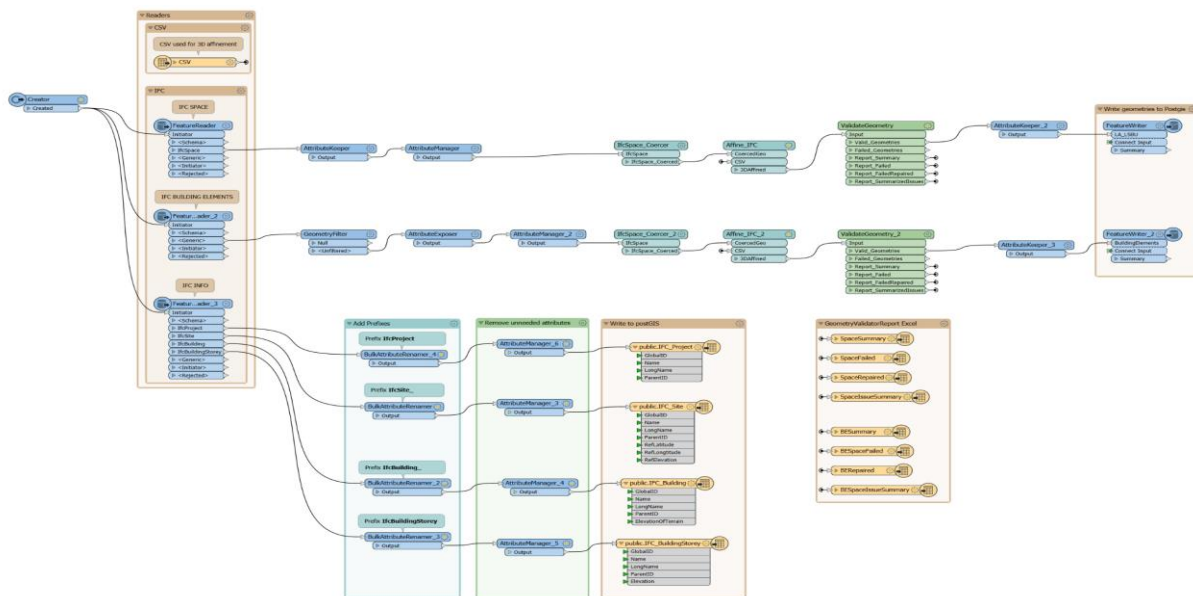 Readers
CSV
CSV used for 3D affinement
CSV
IFC
IFC SPACE
Creator
Created
FeatureReader
Initiator
<Schema>
IfcSpace
<Generic>
<Initiator>
<Rejected>
AttributeKeeper
Output
AttributeManager
Output
IfcSpace_Coercer
IfcSpace
IfcSpace_Coerced
Affine_IFC
CoercedGeo
CSV
3DAffined
ValidateGeometry
Input
Valid_Geometries
Failed_Geometries
Report_Summary
Report_Failed
Report_FailedRepaired
Report_SummarizedIssues
AttributeKeeper_2
Output
Write geometries to Postgre
FeatureWriter
LA_LSBU
Connect Input
Summary
IFC BUILDING ELEMENTS
Featur...ader_2
Initiator
<Schema>
<Generic>
<Initiator>
<Rejected>
GeometryFilter
Null
<Unfiltered>
AttributeExposer
Output
AttributeManager_2
Output
IfcSpace_Coercer_2
IfcSpace
IfcSpace_Coerced
Affine_IFC_2
CoercedGeo
CSV
3DAffined
ValidateGeometry_2
Input
Valid_Geometries
Failed_Geometries
Report_Summary
Report_Failed
Report_FailedRepaired
Report_SummarizedIssues
AttributeKeeper_3
Output
FeatureWriter_2
BuildingElements
Connect Input
Summary
IFC INFO
Featur...ader_3
Initiator
<Schema>
IfcProject
IfcSite
IfcBuilding
IfcBuildingStorey
<Generic>
<Initiator>
<Rejected>
Add Prefixes
Prefix IfcProject
BulkAttributeRenamer_4
Output
Prefix IfcSite_
BulkAttributeRenamer
Output
Prefix IfcBuilding_
BulkAttributeRenamer_2
Output
Prefix IfcBuildingStorey
BulkAttributeRenamer_3
Output
Remove unneeded attributes
AttributeManager_6
Output
AttributeManager_3
Output
AttributeManager_4
Output
AttributeManager_5
Output
Write to postGIS
public.IFC_Project
GlobalID
Name
LongName
ParentID
public.IFC_Site
GlobalID
Name
LongName
ParentID
RefLatitude
RefLongitude
RefElevation
public.IFC_Building
GlobalID
Name
LongName
ParentID
ElevationOfTerrain
public.IFC_BuildingStorey
GlobalID
Name
LongName
ParentID
Elevation
GeometryValidatorReport Excel
SpaceSummary
SpaceFailed
SpaceRepaired
SpaceIssueSummary
BESummary
BESpaceFailed
BERepaired
BESpaceIssueSummary